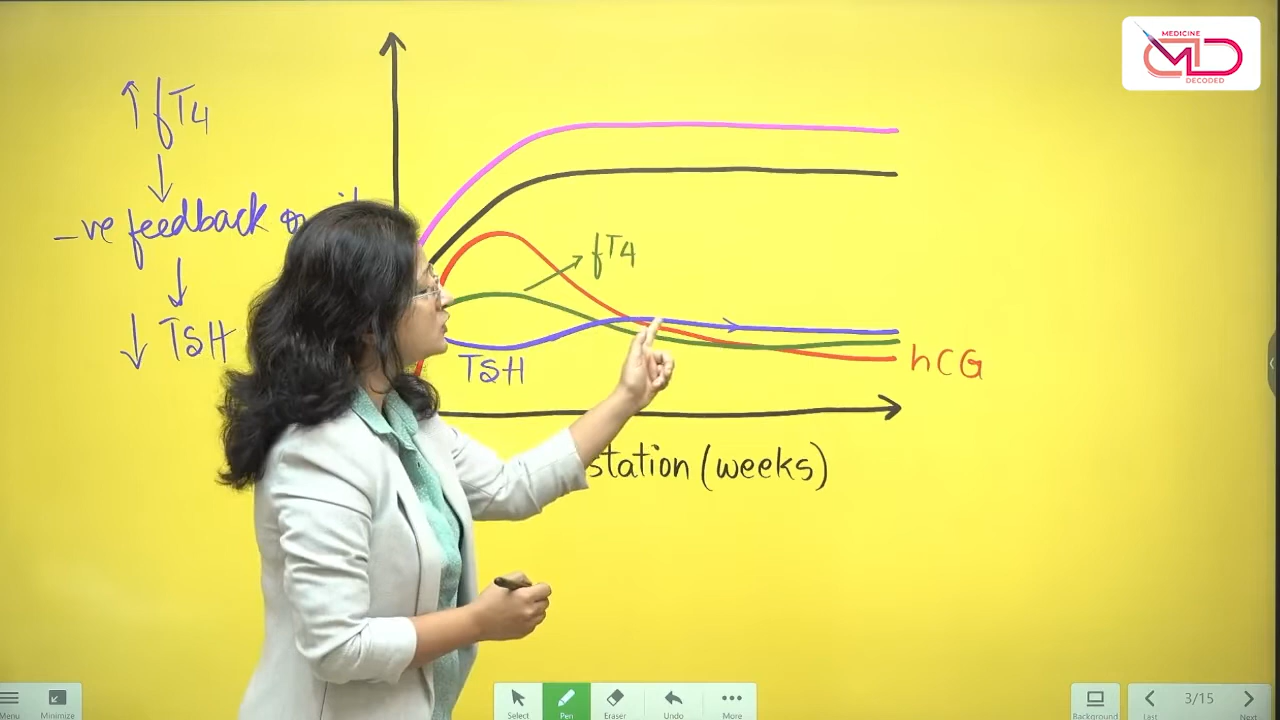 MEDICINE
MD
DECODED
↑ fT4
↓
-ve feedback
↓
↓ TSH
fT4
TSH
hCG
station (weeks)
Menu
Minimize
Select
Pen
Eraser
Undo
More
Background
Last
3/15
Next